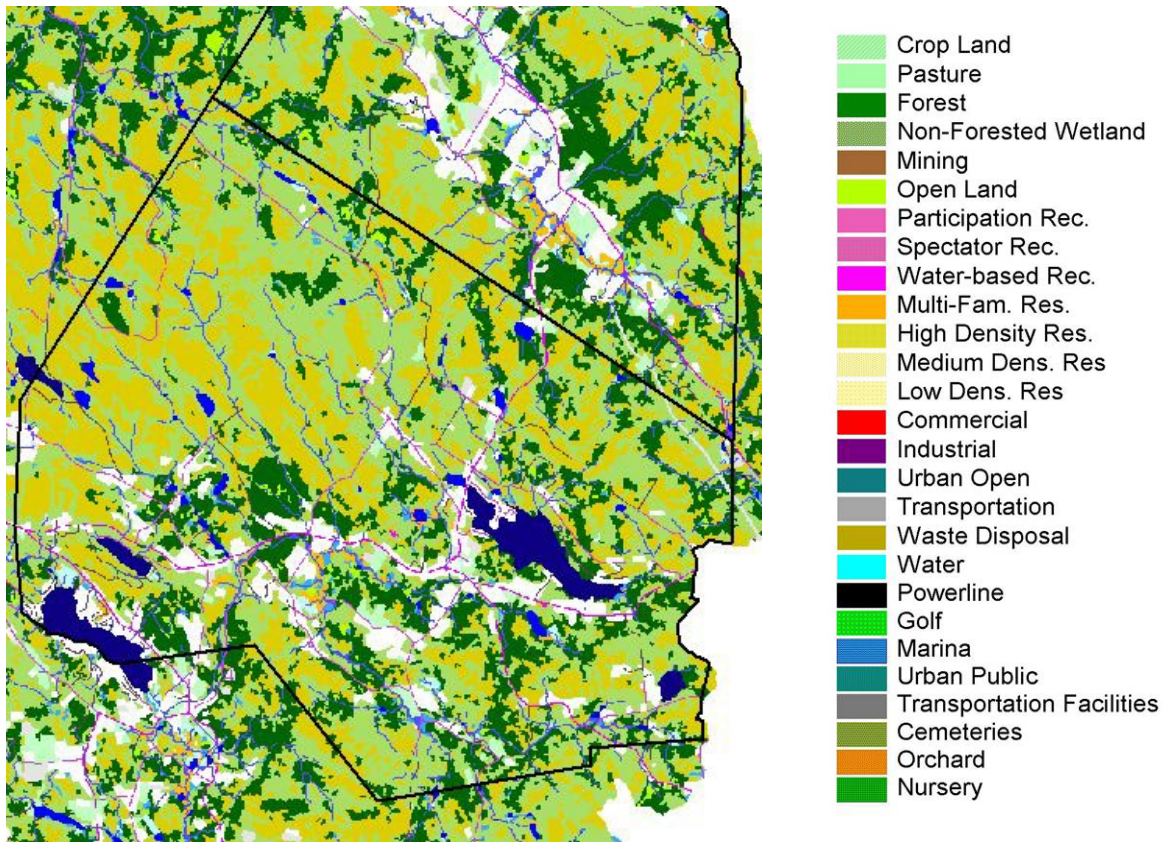 Crop Land
Pasture
Forest
Non-Forested Wetland
Mining
Open Land
Participation Rec.
Spectator Rec.
Water-based Rec.
Multi-Fam. Res.
High Density Res.
Medium Dens. Res
Low Dens. Res
Commercial
Industrial
Urban Open
Transportation
Waste Disposal
Water
Powerline
Golf
Marina
Urban Public
Transportation Facilities
Cemeteries
Orchard
Nursery